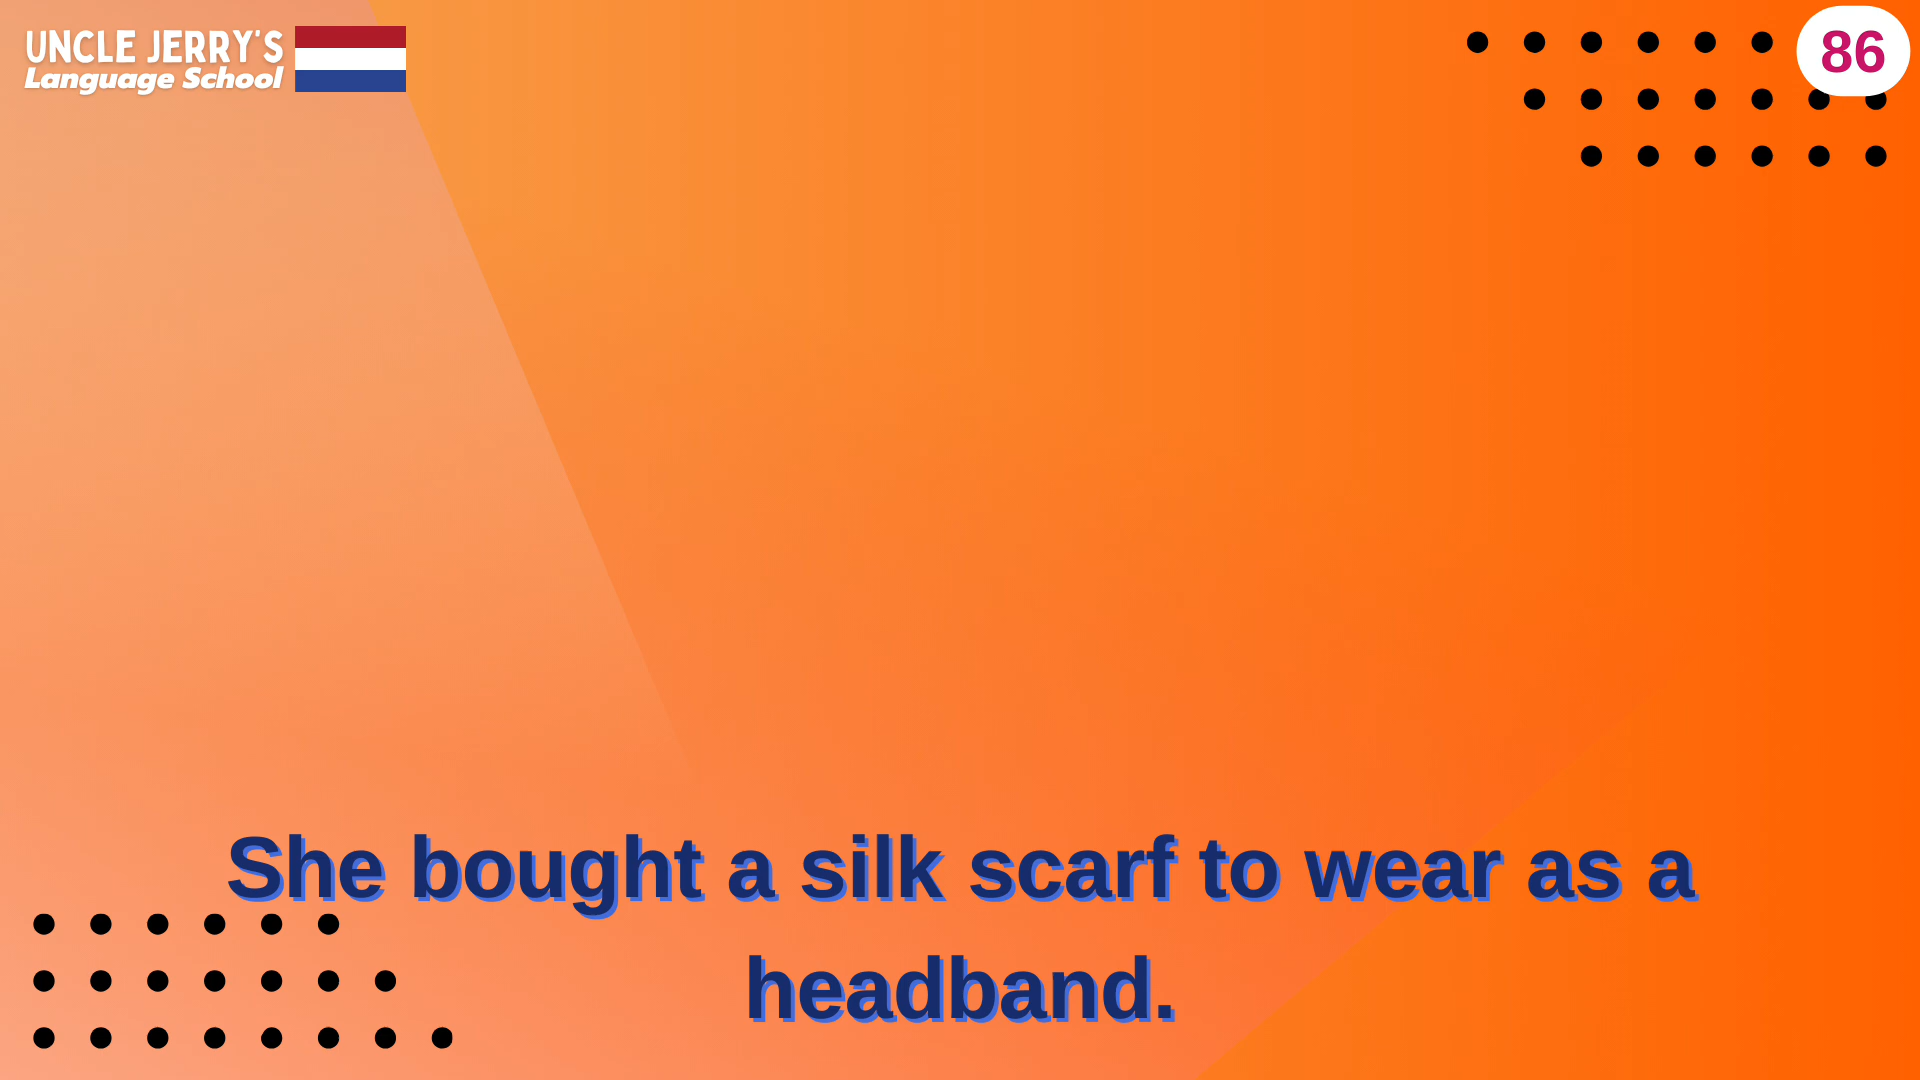 UNCLE JERRY'S
Language School
86
She bought a silk scarf to wear as a
headband.